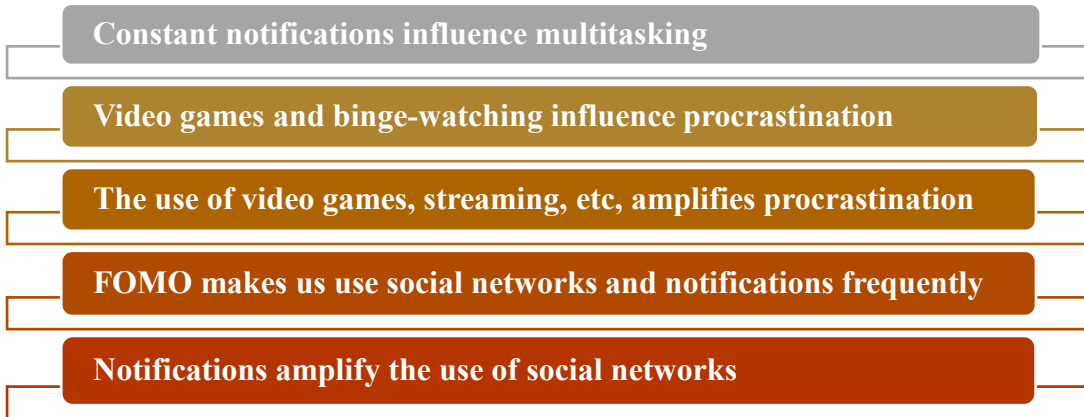 Constant notifications influence multitasking
Video games and binge-watching influence procrastination
The use of video games, streaming, etc, amplifies procrastination
FOMO makes us use social networks and notifications frequently
Notifications amplify the use of social networks